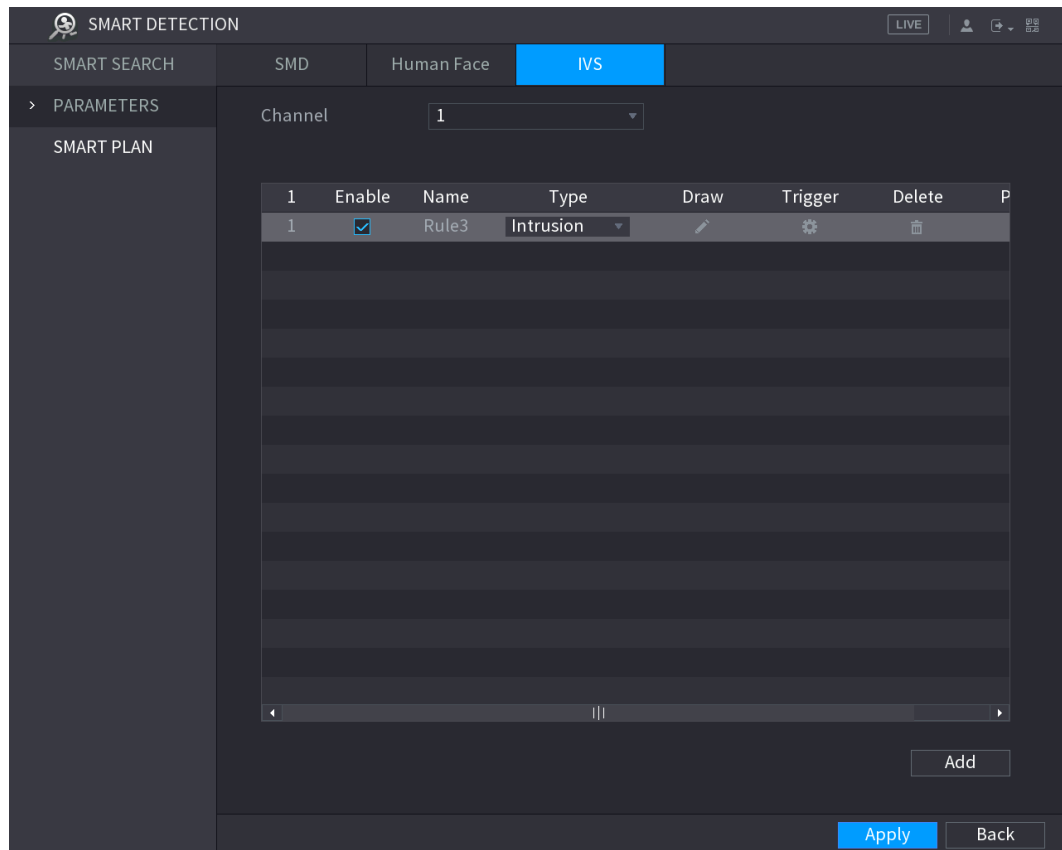 SMART DETECTION LIVE
SMART SEARCH SMD Human Face IVS
PARAMETERS
Channel 1
SMART PLAN
1 Enable Name Type Draw Trigger Delete P
1 Rule3 Intrusion
Add
Apply Back